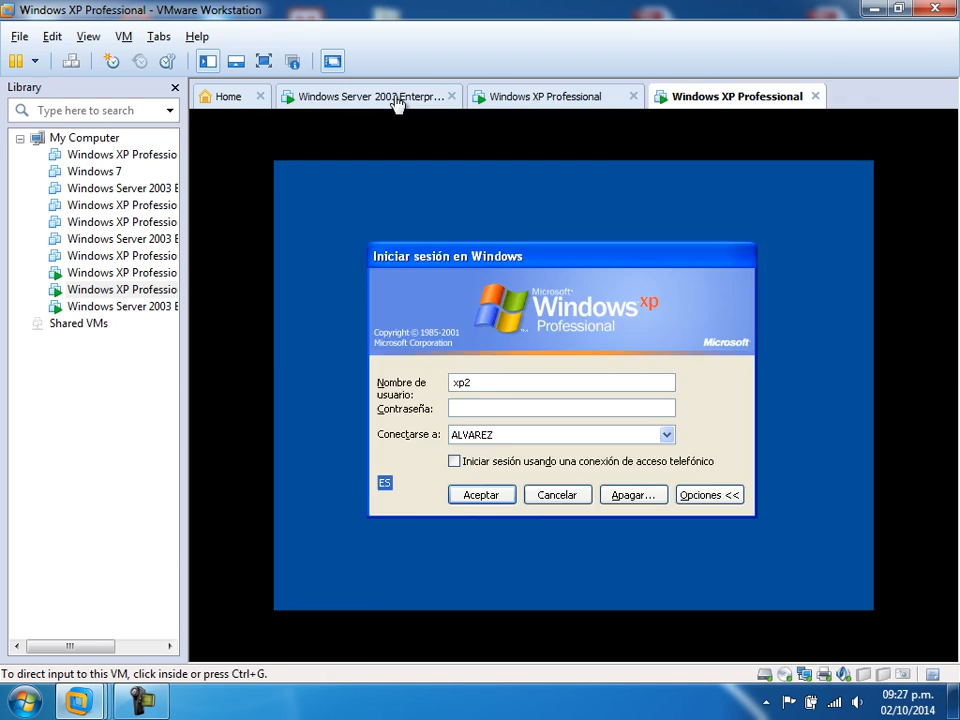 Windows XP Professional - VMware Workstation
File Edit View VM Tabs Help
Library
Type here to search
Home
Windows Server 2003 Enterpr...
Windows XP Professional
Windows XP Professional
My Computer
Windows XP Professio
Windows 7
Windows Server 2003 E
Windows XP Professio
Windows XP Professio
Windows Server 2003 E
Windows XP Professio
Windows XP Professio
Windows XP Professio
Windows Server 2003 E
Shared VMs
Iniciar sesión en Windows
Microsoft®
Windows xp
Professional
Copyright © 1985-2001
Microsoft Corporation
Microsoft
Nombre de
usuario:
xp2
Contraseña:
Conectarse a: ALVAREZ
Iniciar sesión usando una conexión de acceso telefónico
ES
Aceptar Cancelar Apagar... Opciones <<
To direct input to this VM, click inside or press Ctrl+G.
09:27 p.m.
02/10/2014